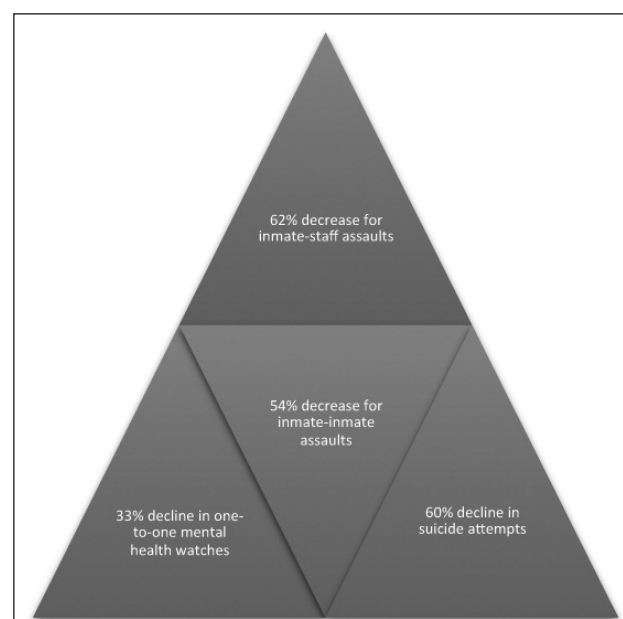 62% decrease for
inmate-staff assaults
54% decrease for
inmate-inmate
assaults
33% decline in one-
to-one mental
health watches
60% decline in
suicide attempts